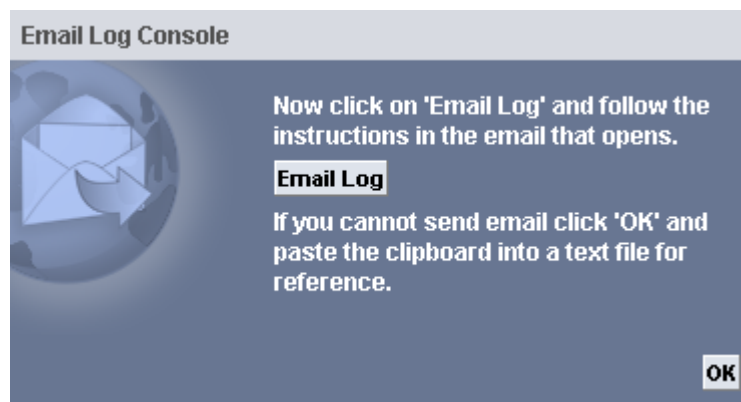 Email Log Console
Now click on 'Email Log' and follow the
instructions in the email that opens.
Email Log
If you cannot send email click 'OK' and
paste the clipboard into a text file for
reference.
OK